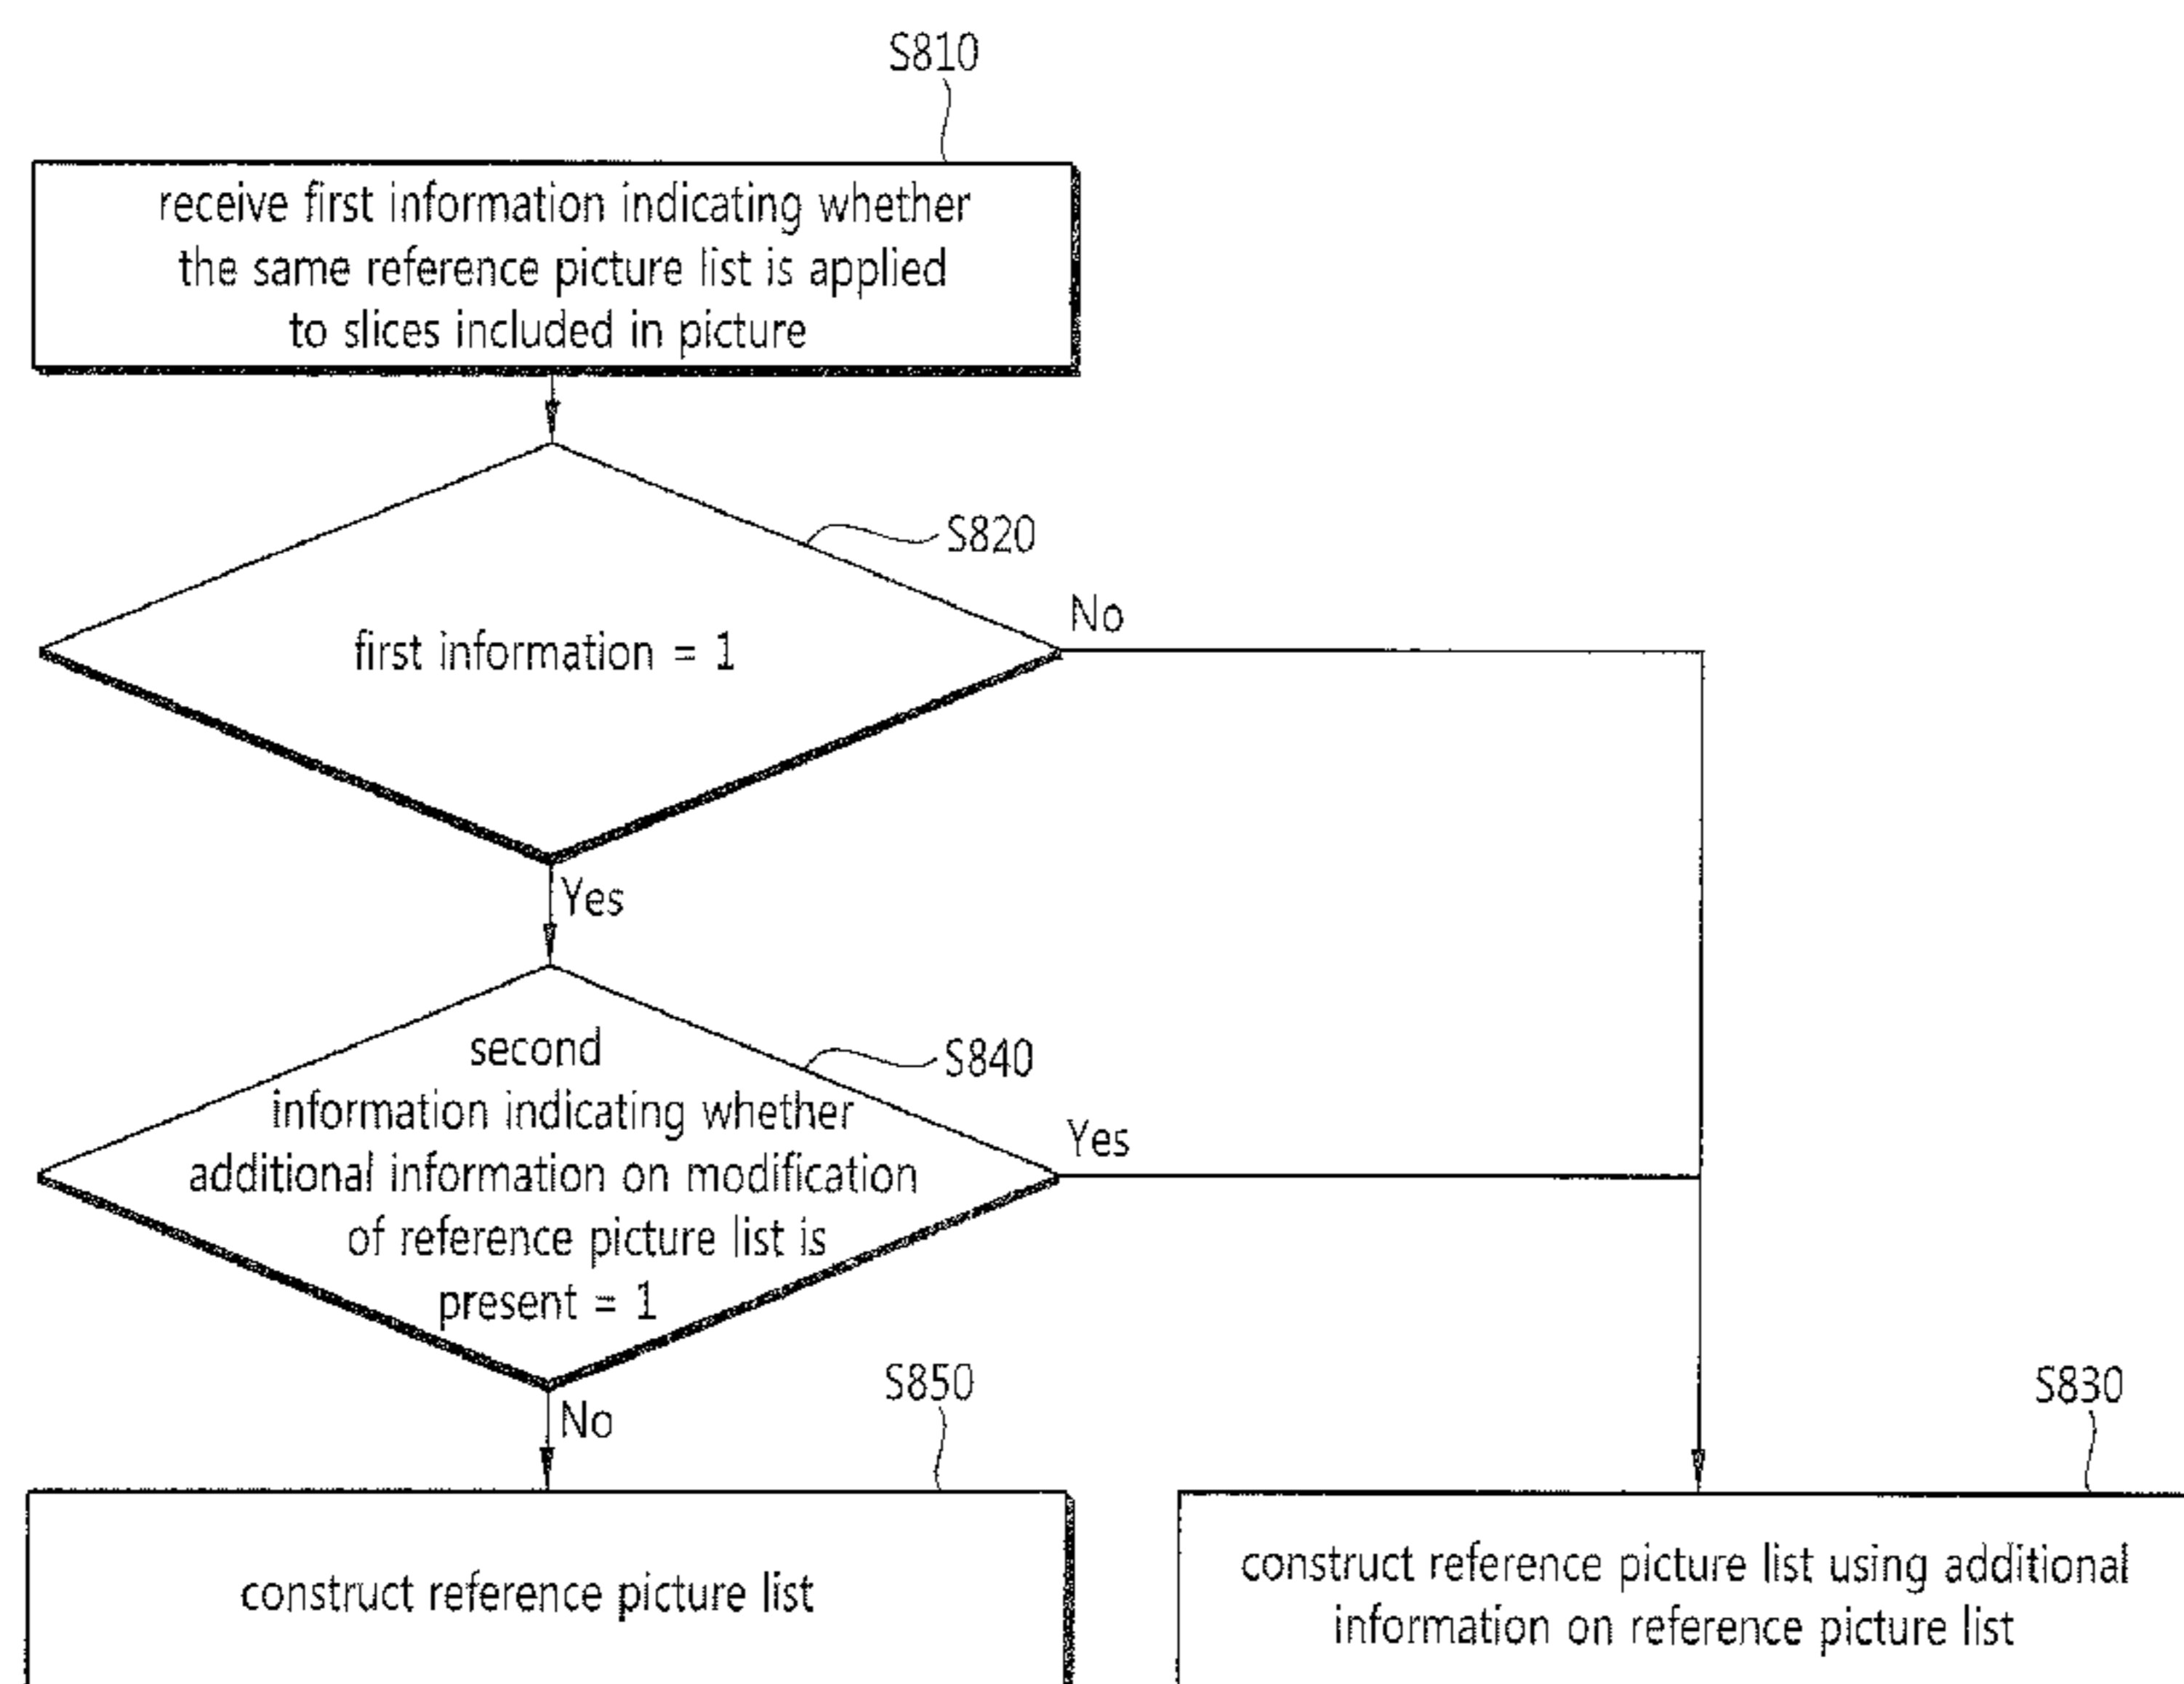 S810
receive first information indicating whether
the same reference picture list is applied
to slices included in picture
S820
No
first information = 1
Yes
second
S840
information indicating whether
Yes
additional information on modification
of reference picture list is
present = 1
S850
S830
No
construct reference picture list
construct reference picture list using additional
information on reference picture list